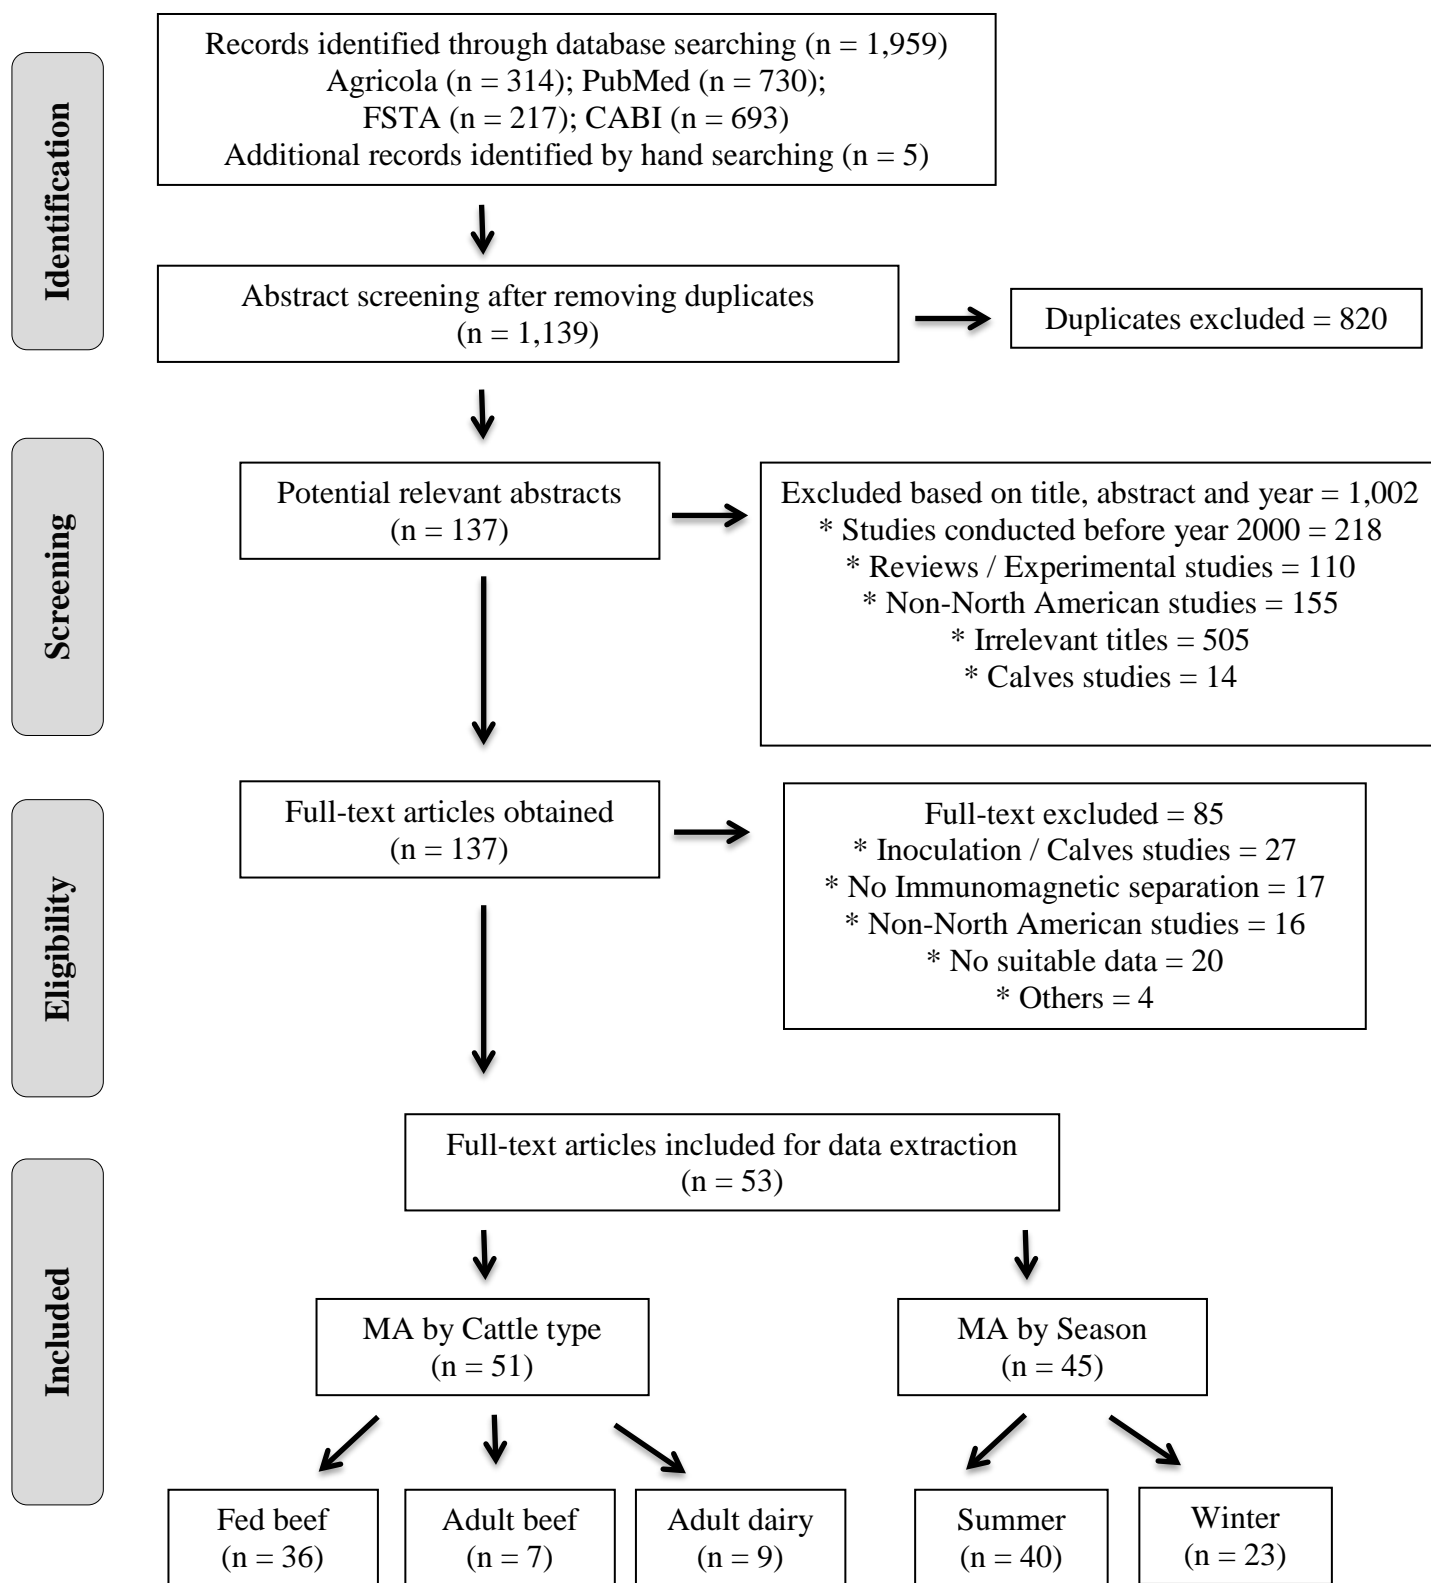 Identification
Records identified through database searching (n = 1,959)
Agricola (n = 314); PubMed (n = 730);
FSTA (n = 217); CABI (n = 693)
Additional records identified by hand searching (n = 5)
Abstract screening after removing duplicates
(n = 1,139)
Duplicates excluded = 820
Screening
Potential relevant abstracts
(n = 137)
Excluded based on title, abstract and year = 1,002
* Studies conducted before year 2000 = 218
* Reviews / Experimental studies = 110
* Non-North American studies = 155
* Irrelevant titles = 505
* Calves studies = 14
Eligibility
Full-text articles obtained
(n = 137)
Full-text excluded = 85
* Inoculation / Calves studies = 27
* No Immunomagnetic separation = 17
* Non-North American studies = 16
* No suitable data = 20
* Others = 4
Included
Full-text articles included for data extraction
(n = 53)
MA by Cattle type
(n = 51)
MA by Season
(n = 45)
Fed beef
(n = 36)
Adult beef
(n = 7)
Adult dairy
(n = 9)
Summer
(n = 40)
Winter
(n = 23)